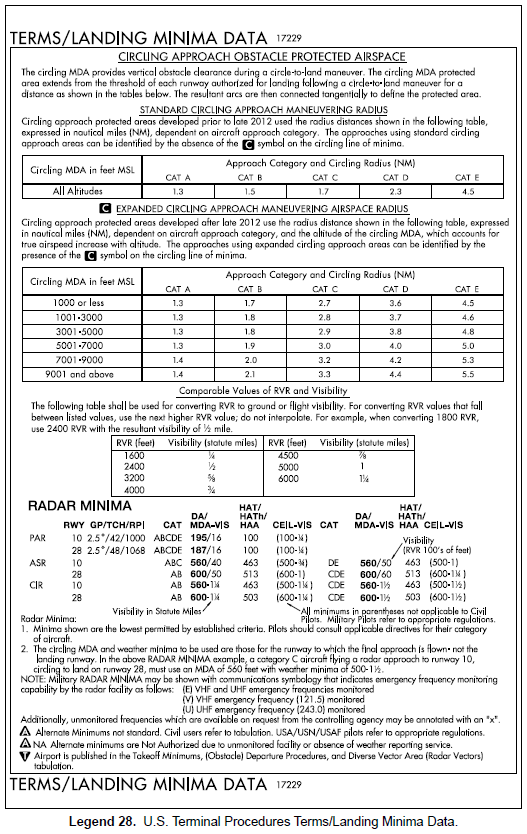 TERMS/LANDING MINIMA DATA 17229
CIRCLING APPROACH OBSTACLE PROTECTED AIRSPACE
The circling MDA provides vertical obstacle clearance during a circle-to-land maneuver. The circling MDA protected
area extends from the threshold of each runway authorized for landing following a circle-to-land maneuver for a
distance as shown in the tables below. The resultant arcs are then connected tangentially to define the protected area.
STANDARD CIRCLING APPROACH MANEUVERING RADIUS
Circling approach protected areas developed prior to late 2012 used the radius distances shown in the following table,
expressed in nautical miles (NM), dependent on aircraft approach category. The approaches using standard circling
approach areas can be identified by the absence of the C symbol on the circling line of minima.
Circling MDA in feet MSL Approach Category and Circling Radius (NM)
CAT A CAT B CAT C CAT D CAT E
All Altitudes 1.3 1.5 1.7 2.3 4.5
C EXPANDED CIRCLING APPROACH MANEUVERING AIRSPACE RADIUS
Circling approach protected areas developed after late 2012 use the radius distance shown in the following table, expressed
in nautical miles (NM), dependent on aircraft approach category, and the altitude of the circling MDA, which accounts for
true airspeed increase with altitude. The approaches using expanded circling approach areas can be identified by the
presence of the C symbol on the circling line of minima.
Circling MDA in feet MSL Approach Category and Circling Radius (NM)
CAT A CAT B CAT C CAT D CAT E
1000 or less 1.3 1.7 2.7 3.6 4.5
1001-3000 1.3 1.8 2.8 3.7 4.6
3001-5000 1.3 1.8 2.9 3.8 4.8
5001-7000 1.3 1.9 3.0 4.0 5.0
7001-9000 1.4 2.0 3.2 4.2 5.3
9001 and above 1.4 2.1 3.3 4.4 5.5
Comparable Values of RVR and Visibility
The following table shall be used for converting RVR to ground or flight visibility. For converting RVR values that fall
between listed values, use the next higher RVR value; do not interpolate. For example, when converting 1800 RVR,
use 2400 RVR with the resultant visibility of ½ mile.
RVR (feet) Visibility (statute miles) RVR (feet) Visibility (statute miles)
1600 ¼ 4500 ⅞
2400 ½ 5000 1
3200 ⅝ 6000 1¼
4000 ¾
RADAR MINIMA
HAT/ HAT/
DA/ HATh/ DA/ HATh/
RWY GP/TCH/RPI CAT MDA-VIS HAA CEIL-VIS CAT MDA-VIS HAA CEIL-VIS
PAR 10 2.5°/42/1000 ABCDE 195/16 100 (100-¼)
28 2.5°/48/1068 ABCDE 187/16 100 (100-¼)
Visibility
(RVR 100's of feet)
ASR 10 ABC 560/40 463 (500-¾) DE 560/50 463 (500-1)
28 AB 600/50 513 (600-1) CDE 600/60 513 (600-1¼)
CIR 10 AB 560-1¼ 463 (500-1¼) CDE 560-1½ 463 (500-1½)
28 AB 600-1¼ 503 (600-1¼) CDE 600-1½ 503 (600-1½)
Visibility in Statute Miles
All minimums in parentheses not applicable to Civil
Pilots. Military Pilots refer to appropriate regulations.
Radar Minima:
1. Minima shown are the lowest permitted by established criteria. Pilots should consult applicable directives for their category
of aircraft.
2. The circling MDA and weather minima to be used are those for the runway to which the final approach is flown- not the
landing runway. In the above RADAR MINIMA example, a category C aircraft flying a radar approach to runway 10,
circling to land on runway 28, must use an MDA of 560 feet with weather minima of 500-1½.
NOTE: Military RADAR MINIMA may be shown with communications symbology that indicates emergency frequency monitoring
capability by the radar facility as follows: (E) VHF and UHF emergency frequencies monitored
(V) VHF emergency frequency (121.5) monitored
(U) UHF emergency frequency (243.0) monitored
Additionally, unmonitored frequencies which are available on request from the controlling agency may be annotated with an "x".
A Alternate Minimums not standard. Civil users refer to tabulation. USA/USN/USAF pilots refer to appropriate regulations.
A NA Alternate minimums are Not Authorized due to unmonitored facility or absence of weather reporting service.
T Airport is published in the Takeoff Minimums, (Obstacle) Departure Procedures, and Diverse Vector Area (Radar Vectors)
tabulation.
TERMS/LANDING MINIMA DATA 17229
Legend 28. U.S. Terminal Procedures Terms/Landing Minima Data.